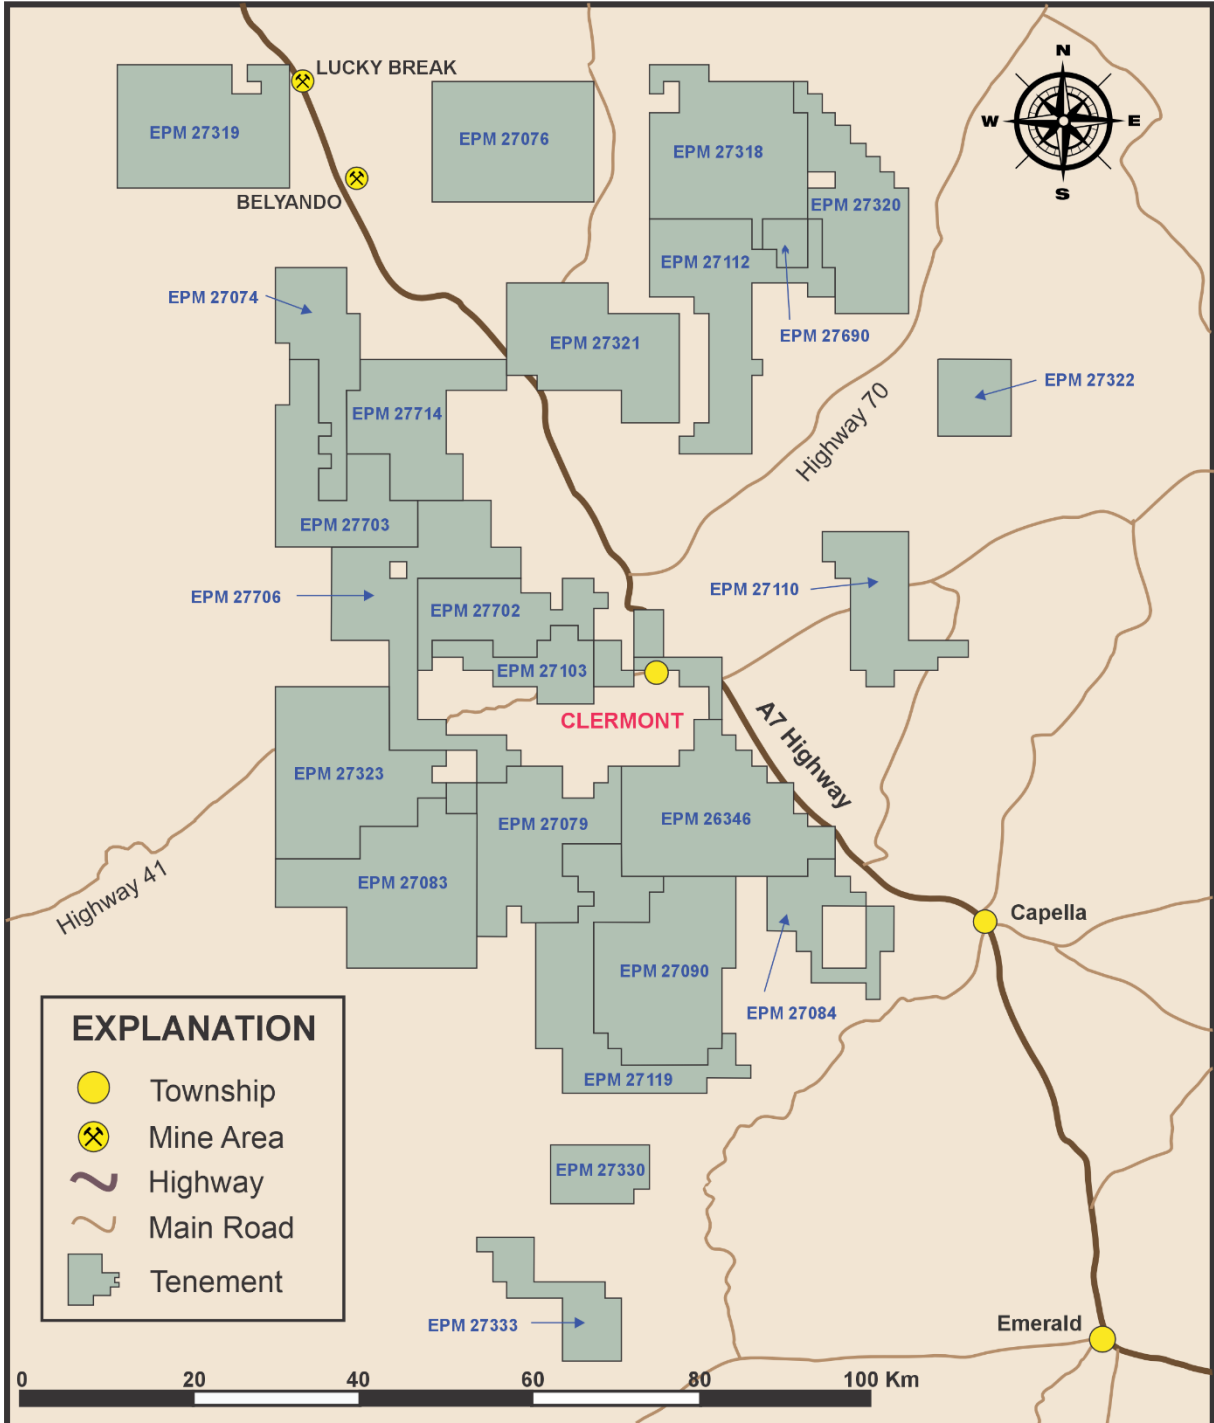 LUCKY BREAK
N
W
E
S
EPM 27319
EPM 27076
EPM 27318
BELYANDO
EPM 27320
EPM 27112
EPM 27074
EPM 27690
EPM 27321
EPM 27322
EPM 27714
Highway 70
EPM 27703
EPM 27706
EPM 27702
EPM 27110
EPM 27103
CLERMONT
A7 Highway
EPM 27323
EPM 27079
EPM 26346
EPM 27083
Highway 41
Capella
EPM 27090
EPM 27084
EPM 27119
EXPLANATION
Township
Mine Area
Highway
Main Road
Tenement
EPM 27330
EPM 27333
Emerald
0 20 40 60 80 100 Km